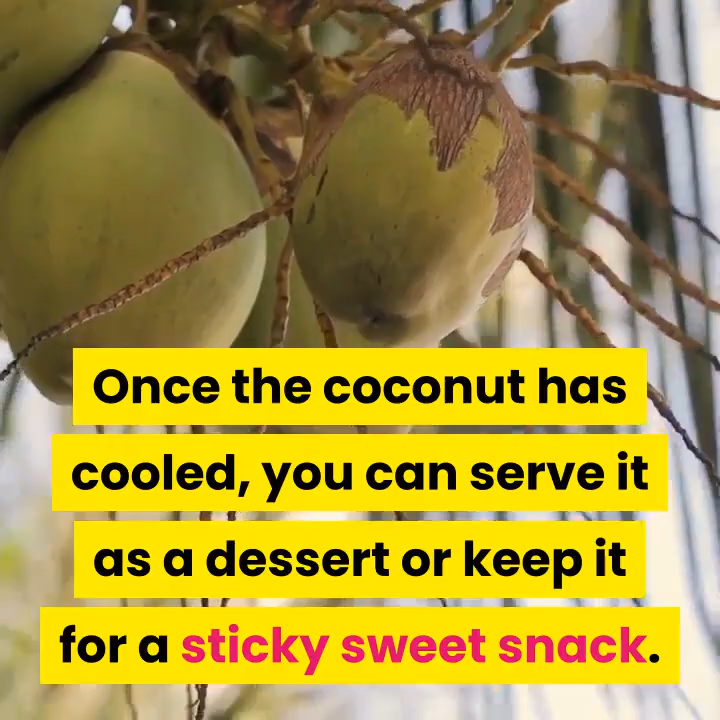 Once the coconut has
cooled, you can serve it
as a dessert or keep it
for a sticky sweet snack.